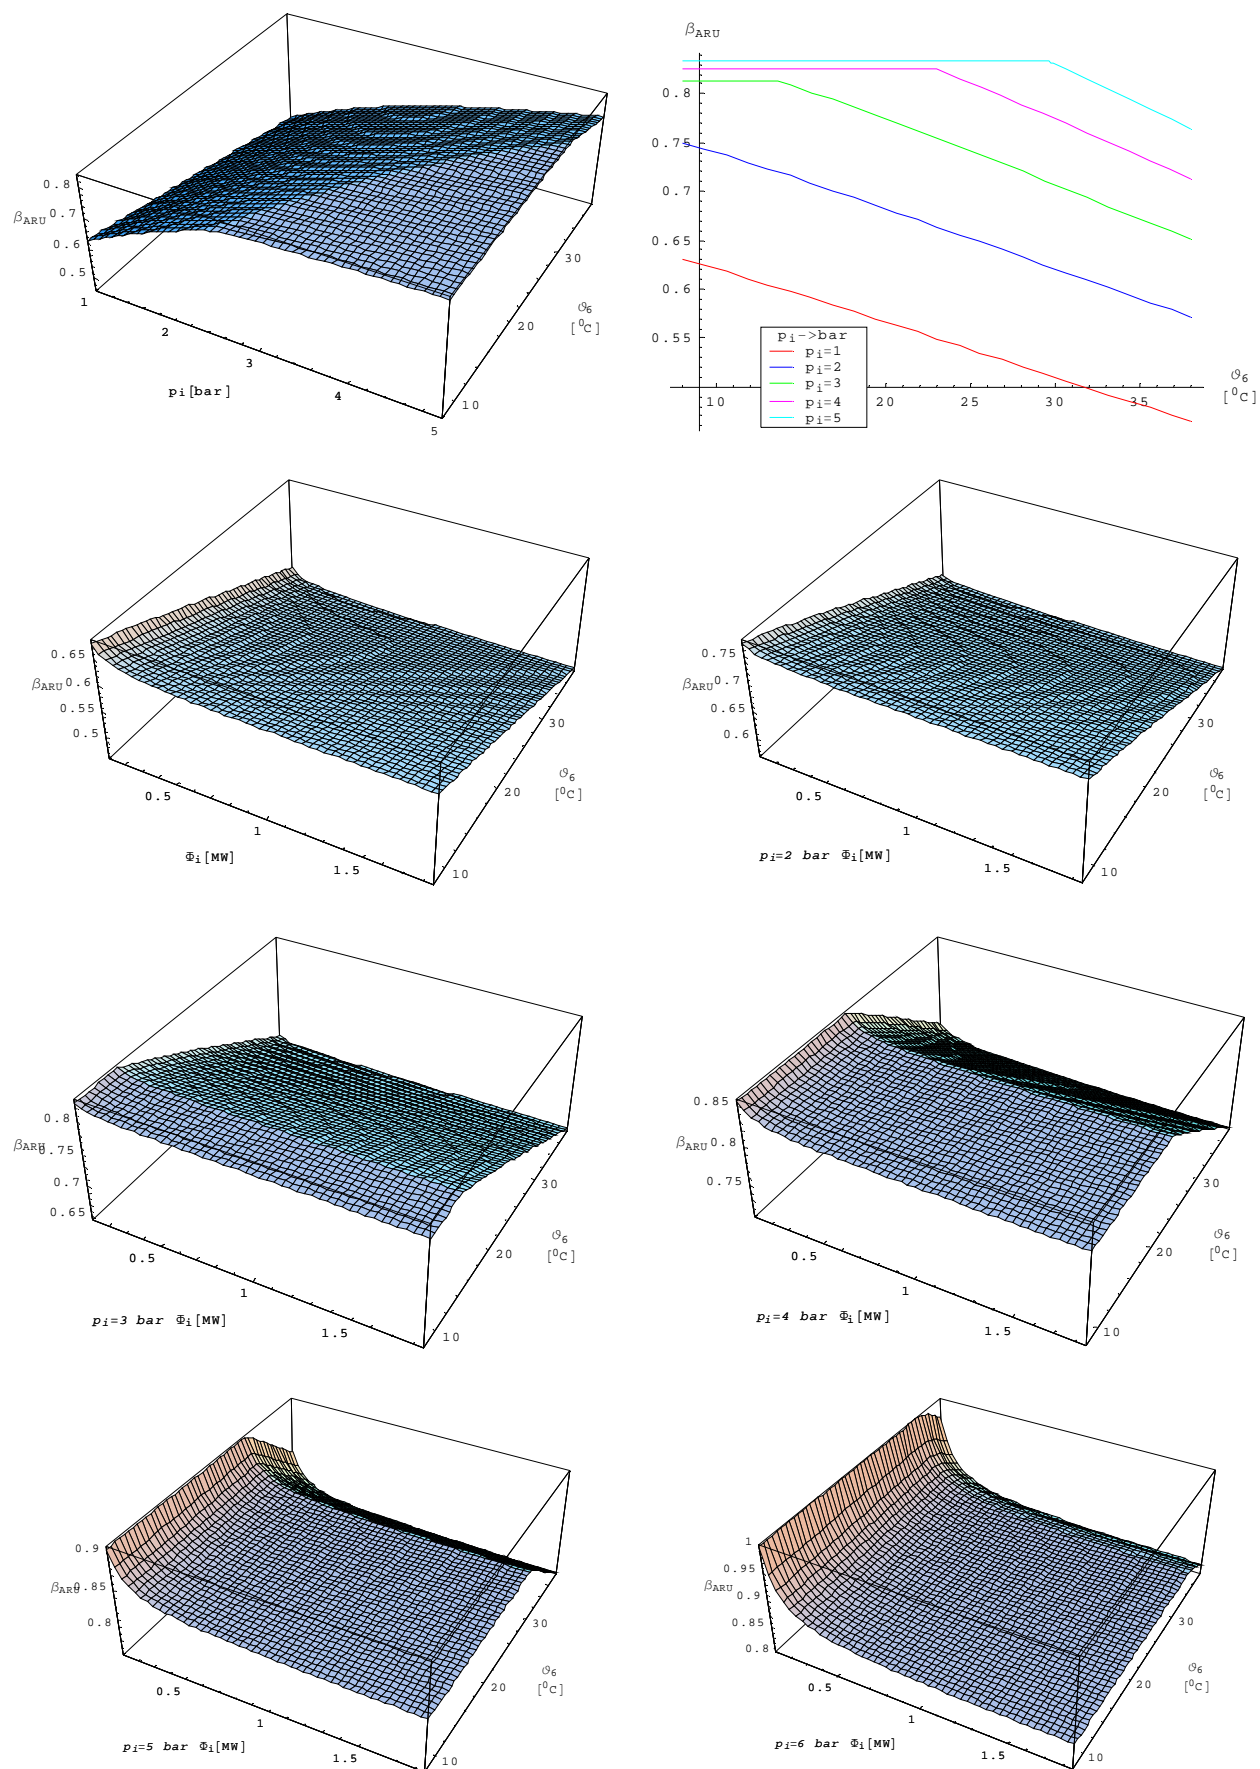 0.8
β_ARU 0.7
0.6
0.5
1
2
3
4
5
p_i[bar]
10
20
30
ϑ_6
[⁰C]
β_ARU
0.8
0.75
0.7
0.65
0.6
0.55
10 20 25 30 35
ϑ_6
[⁰C]
p_i->bar
p_i=1
p_i=2
p_i=3
p_i=4
p_i=5
0.65
β_ARU 0.6
0.55
0.5
0.5
1
1.5
Φ_i[MW]
10
20
30
ϑ_6
[⁰C]
0.75
β_ARU 0.7
0.65
0.6
0.5
1
1.5
p_i=2 bar Φ_i[MW]
10
20
30
ϑ_6
[⁰C]
0.8
β_ARU 0.75
0.7
0.65
0.5
1
1.5
p_i=3 bar Φ_i[MW]
10
20
30
ϑ_6
[⁰C]
0.85
β_ARU 0.8
0.75
0.5
1
1.5
p_i=4 bar Φ_i[MW]
10
20
30
ϑ_6
[⁰C]
0.9
β_ARU 0.85
0.8
0.5
1
1.5
p_i=5 bar Φ_i[MW]
10
20
30
ϑ_6
[⁰C]
1
0.95
β_ARU 0.9
0.85
0.8
0.5
1
1.5
p_i=6 bar Φ_i[MW]
10
20
30
ϑ_6
[⁰C]